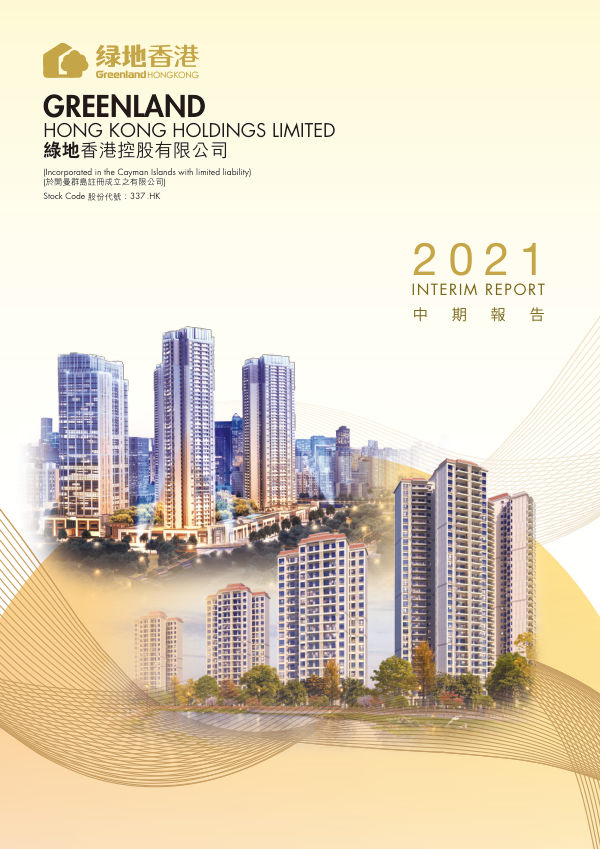 绿地香港
Greenland HONGKONG
GREENLAND
HONG KONG HOLDINGS LIMITED
綠地香港控股有限公司
(Incorporated in the Cayman Islands with limited liability)
(於開曼群島註冊成立之有限公司)
Stock Code 股份代號：337 .HK
2021
INTERIM REPORT
中期報告